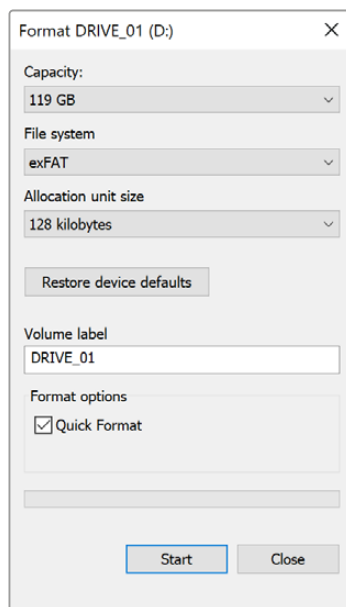 Format DRIVE_01 (D:)
Capacity:
119 GB
File system
exFAT
Allocation unit size
128 kilobytes
Restore device defaults
Volume label
DRIVE_01
Format options
Quick Format
Start Close